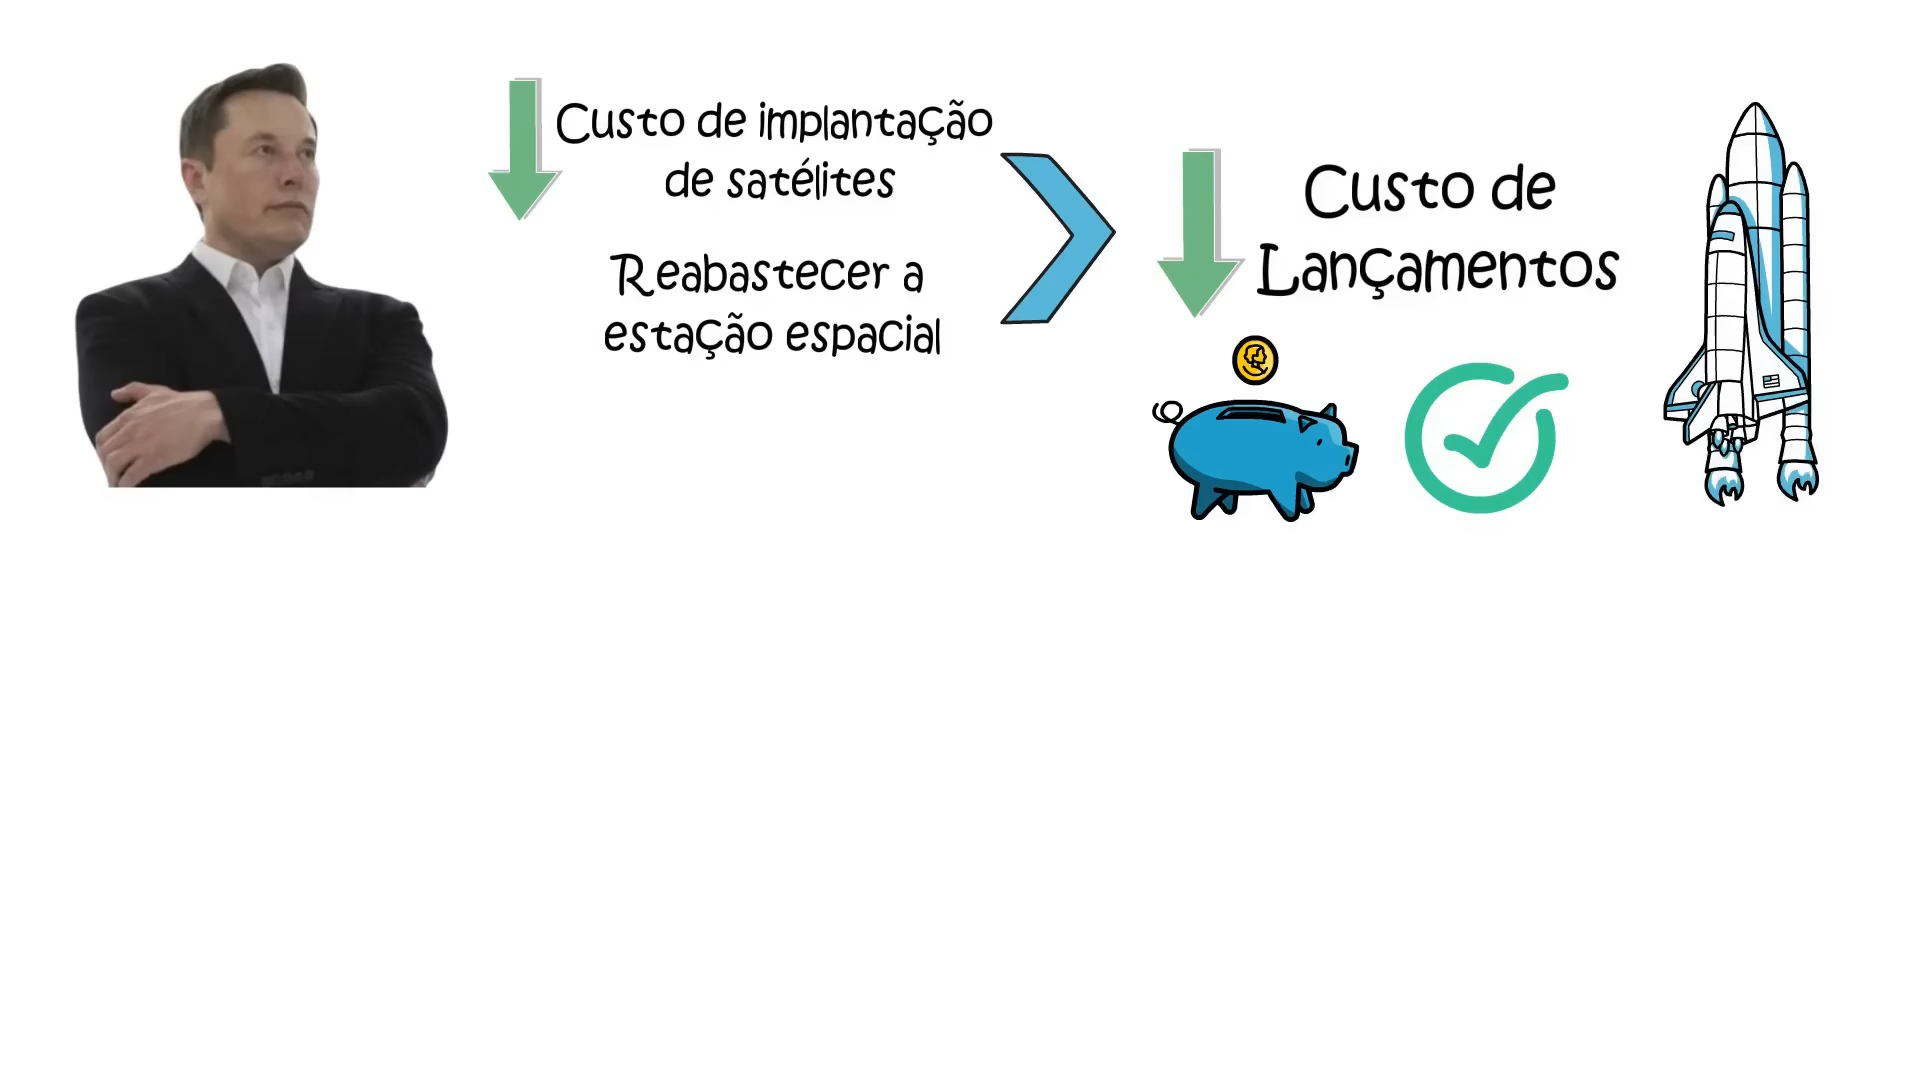 Custo de implantação
de satélites
Reabastecer a
estação espacial
Custo de
Lançamentos